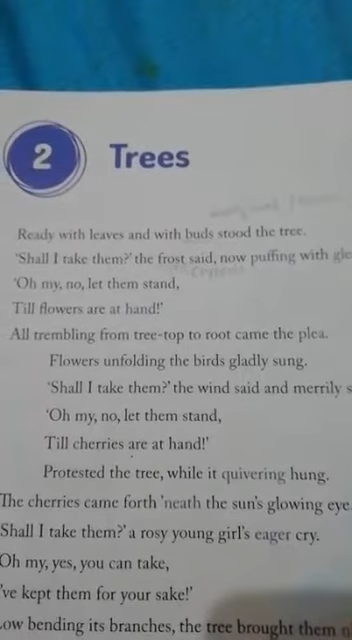 2 Trees
Ready with leaves and with buds stood the tree.
'Shall I take them?' the frost said, now puffing with
'Oh my, no, let them stand,
Till flowers are at hand!'
All trembling from tree-top to root came the plea.
Flowers unfolding the birds gladly sung.
'Shall I take them?' the wind said and merrily
'Oh my, no, let them stand,
Till cherries are at hand!'
Protested the tree, while it quivering hung.
The cherries came forth 'neath the sun's glowing eye.
Shall I take them?' a rosy young girl's eager cry.
Oh my, yes, you can take,
've kept them for your sake!'
ow bending its branches, the tree brought them